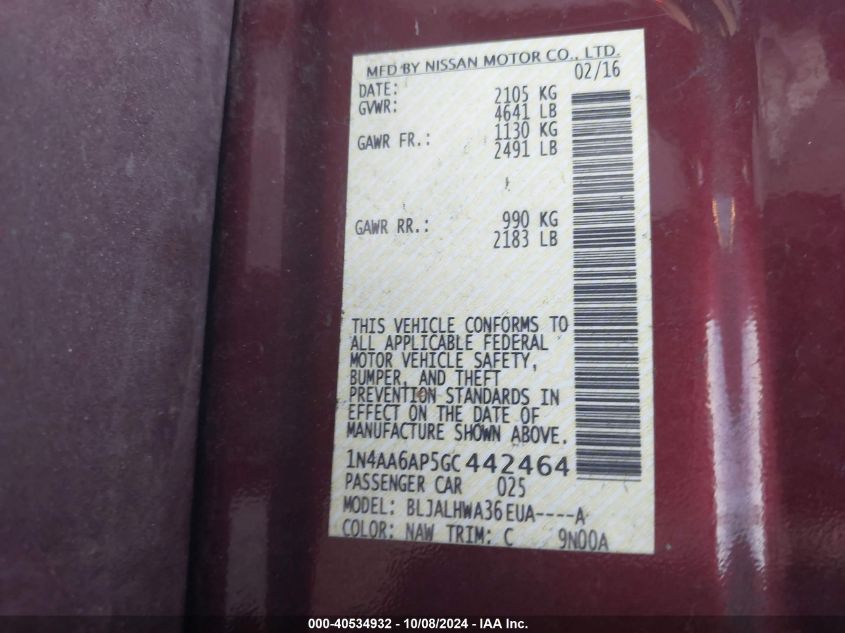 MFD BY NISSAN MOTOR CO., LTD.
DATE: 02/16
GVWR: 2105 KG
4641 LB
GAWR FR.: 1130 KG
2491 LB
GAWR RR.: 990 KG
2183 LB
THIS VEHICLE CONFORMS TO
ALL APPLICABLE FEDERAL
MOTOR VEHICLE SAFETY,
BUMPER, AND THEFT
PREVENTION STANDARDS IN
EFFECT ON THE DATE OF
MANUFACTURE SHOWN ABOVE.
1N4AA6AP5GC442464
PASSENGER CAR 025
MODEL: BLJALHWA36EUA----A
COLOR: NAW TRIM: C 9N00A
000-40534932 - 10/08/2024 - IAA Inc.